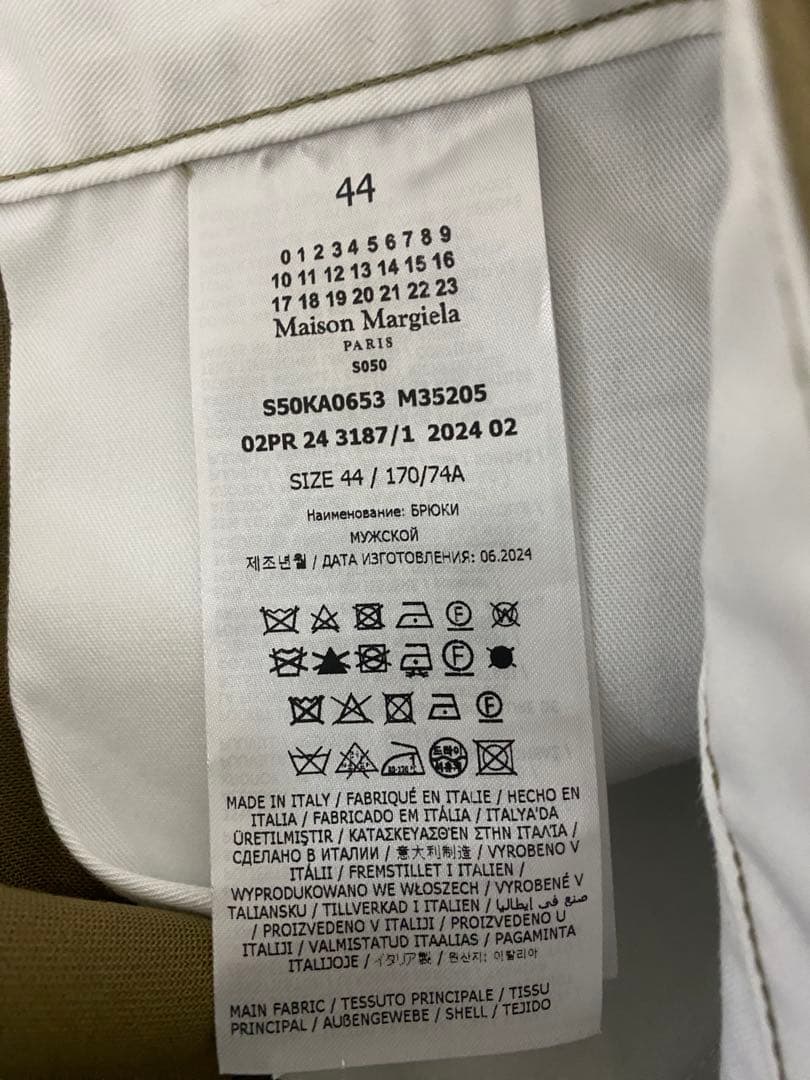 44
0 1 2 3 4 5 6 7 8 9
10 11 12 13 14 15 16
17 18 19 20 21 22 23
Maison Margiela
PARIS
S050
S50KA0653 M35205
02PR 24 3187/1 2024 02
SIZE 44 / 170/74A
Наименование: БРЮКИ
МУЖСКОЙ
제조년월 / ДАТА ИЗГОТОВЛЕНИЯ: 06.2024
F W
F
F
드라이
MADE IN ITALY / FABRIQUÉ EN ITALIE / HECHO EN
ITALIA / FABRICADO EM ITÁLIA / ITALYA'DA
ÜRETILMIŞTIR / ΚΑΤΑΣΚΕΥΑΣΘΈΝ ΣΤΗΝ ΙΤΑΛΊΑ /
СДЕЛАНО В ИТАЛИИ / 意大利制造 / VYROBENO V
ITÁLII / FREMSTILLET I ITALIEN /
WYPRODUKOWANO WE WŁOSZECH / VYROBENÉ V
TALIANSKU / TILLVERKAD I ITALIEN / صنع في إيطاليا
/ PROIZVEDENO V ITALIJI / PROIZVEDENO U
ITALIJI / VALMISTATUD ITAALIAS / PAGAMINTA
ITALIJOJE / イタリア製 / 원산지: 이탈리아
MAIN FABRIC / TESSUTO PRINCIPALE / TISSU
PRINCIPAL / AUßENGEWEBE / SHELL / TEJIDO